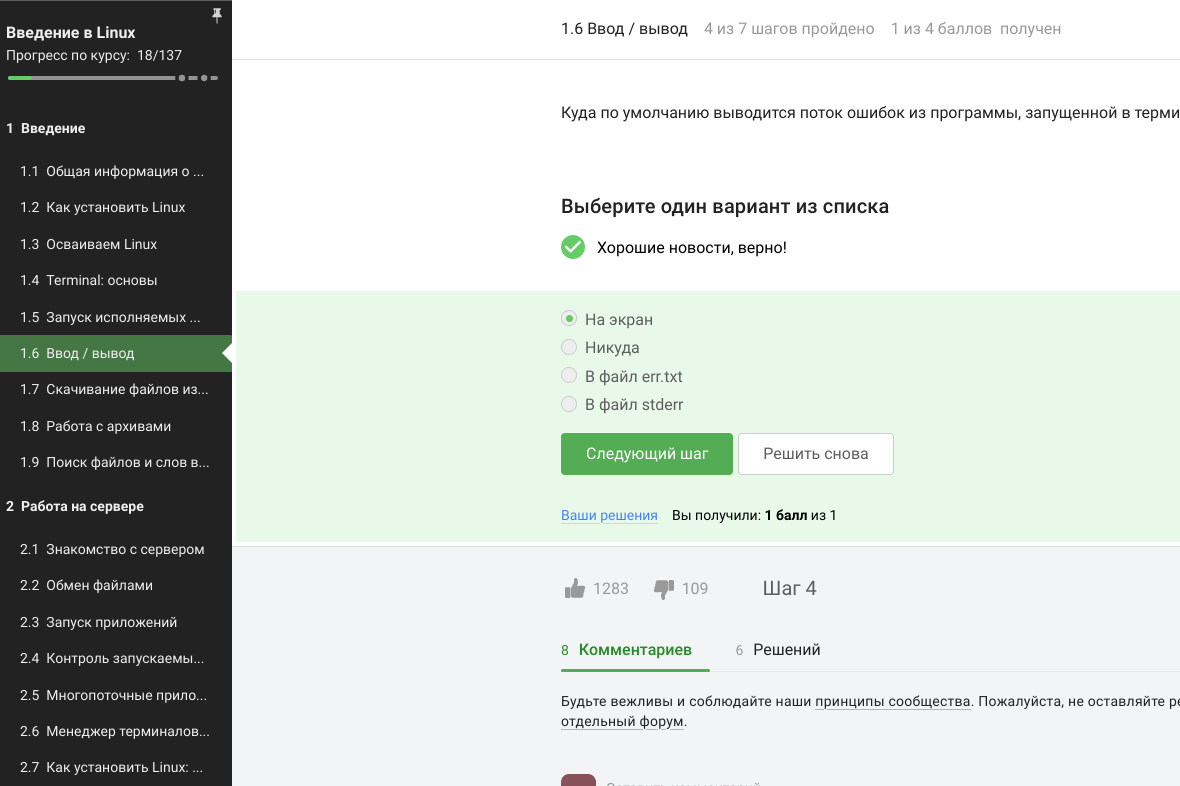 Введение в Linux
Прогресс по курсу: 18/137
1 Введение
1.1 Общая информация о ...
1.2 Как установить Linux
1.3 Осваиваем Linux
1.4 Terminal: основы
1.5 Запуск исполняемых ...
1.6 Ввод / вывод
1.7 Скачивание файлов из...
1.8 Работа с архивами
1.9 Поиск файлов и слов в...
2 Работа на сервере
2.1 Знакомство с сервером
2.2 Обмен файлами
2.3 Запуск приложений
2.4 Контроль запускаемы...
2.5 Многопоточные прило...
2.6 Менеджер терминалов...
2.7 Как установить Linux: ...
1.6 Ввод / вывод 4 из 7 шагов пройдено 1 из 4 баллов получен
Куда по умолчанию выводится поток ошибок из программы, запущенной в терми
Выберите один вариант из списка
Хорошие новости, верно!
На экран
Никуда
В файл err.txt
В файл stderr
Следующий шаг Решить снова
Ваши решения Вы получили: 1 балл из 1
1283 109 Шаг 4
8 Комментариев 6 Решений
Будьте вежливы и соблюдайте наши принципы сообщества. Пожалуйста, не оставляйте ре
отдельный форум.